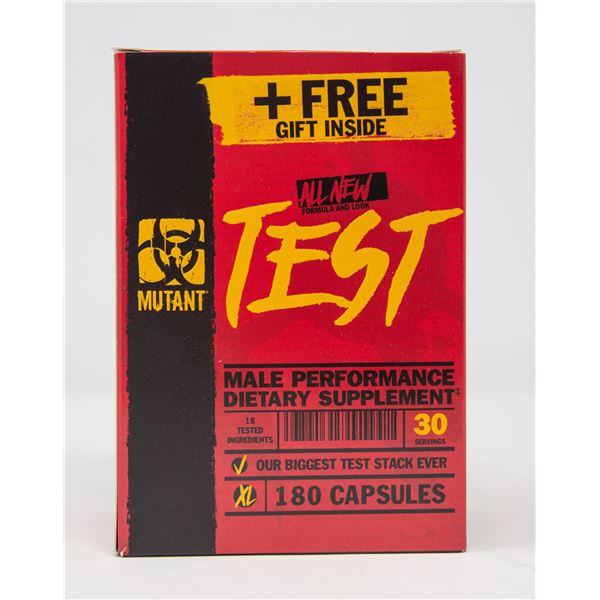 + FREE
GIFT INSIDE
ALL NEW
FORMULA AND LOOK
TEST
MUTANT
MALE PERFORMANCE
DIETARY SUPPLEMENT‡
18
TESTED
INGREDIENTS
30
SERVINGS
OUR BIGGEST TEST STACK EVER
XL
180 CAPSULES